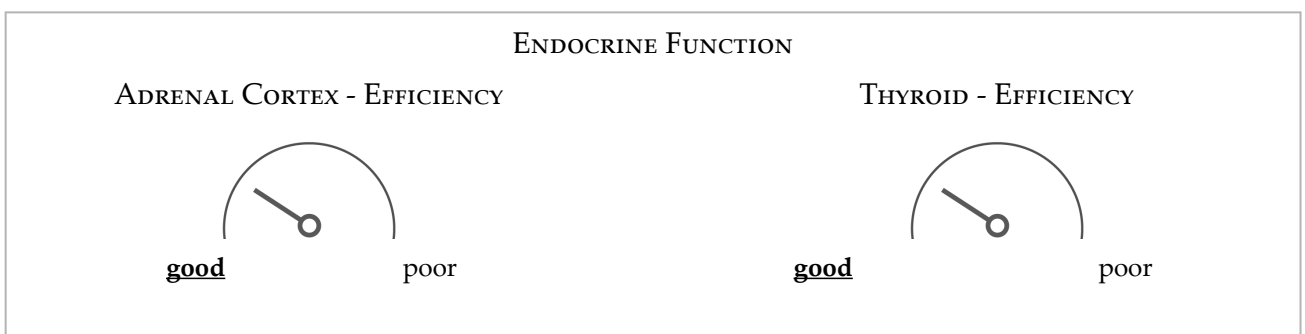 Endocrine Function
Adrenal Cortex - Efficiency
Thyroid - Efficiency
good
poor
good
poor